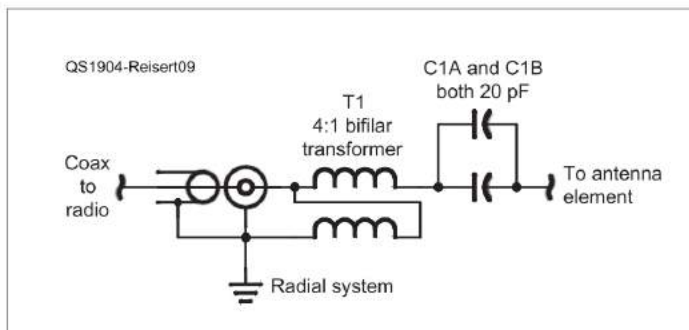 QS1904-Reisert09
C1A and C1B
both 20 pF
T1
4:1 bifilar
transformer
Coax
to
radio
To antenna
element
Radial system